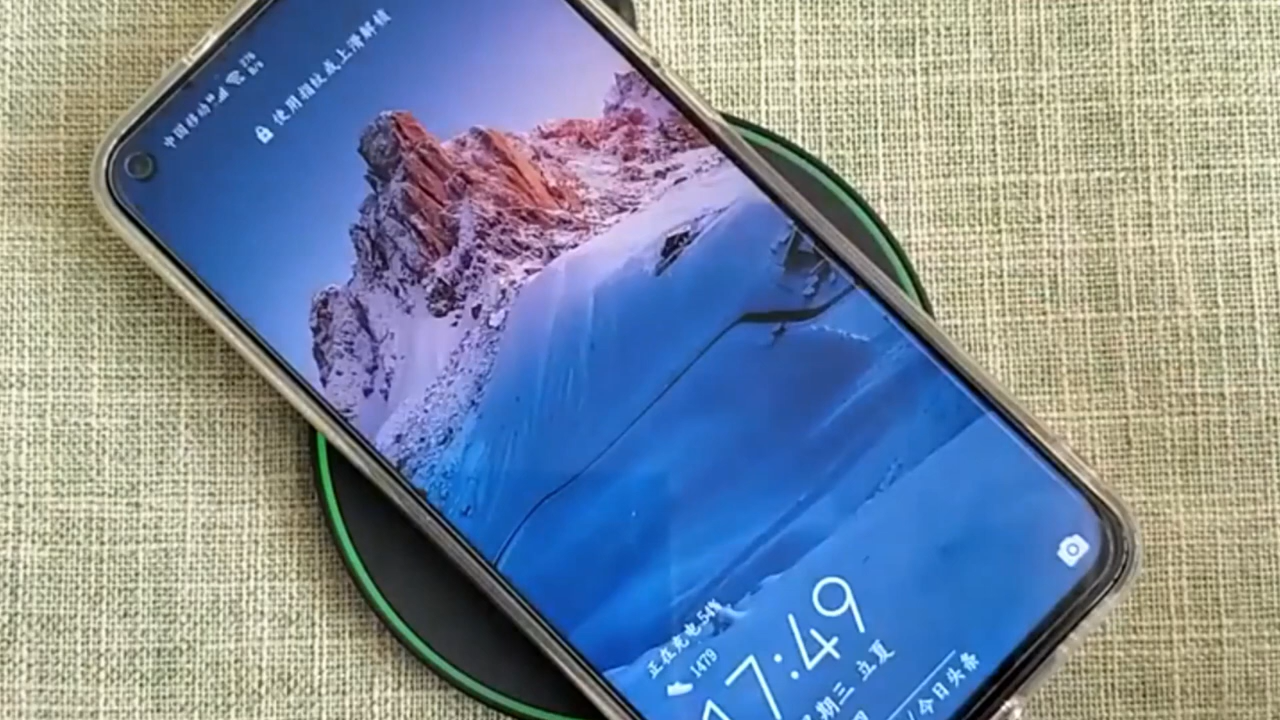 中国移动
使用指纹或上滑解锁
正在充电 54%
1479
17:49
期三 立夏
今日头条